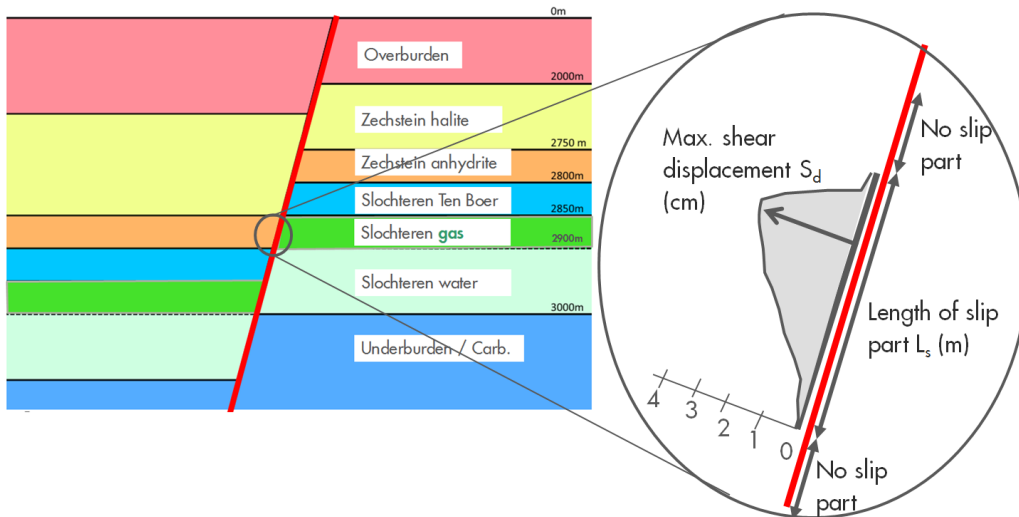 0m
Overburden
2000m
Zechstein halite
2750 m
Zechstein anhydrite
2800m
Slochteren Ten Boer
2850m
Slochteren gas
2900m
Slochteren water
3000m
Underburden / Carb.
Max. shear
displacement Sd
(cm)
No slip
part
Length of slip
part Ls (m)
4
3
2
1
0
No slip
part